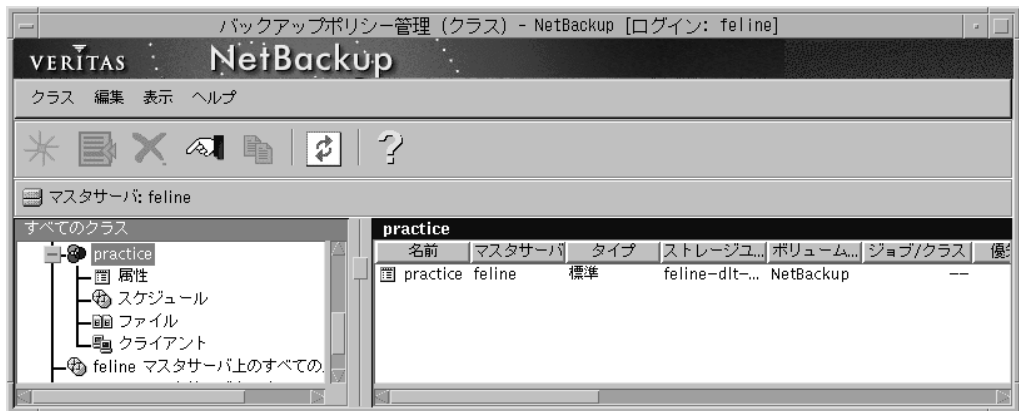 バックアップポリシー管理 (クラス) - NetBackup [ログイン: feline]
VERITAS NetBackup
クラス 編集 表示 ヘルプ
マスタサーバ: feline
すべてのクラス
practice
属性
スケジュール
ファイル
クライアント
feline マスタサーバ上のすべての
practice
名前 マスタサーバ タイプ ストレージユ... ボリューム... ジョブ/クラス
practice feline 標準 feline-dlt-... NetBackup --